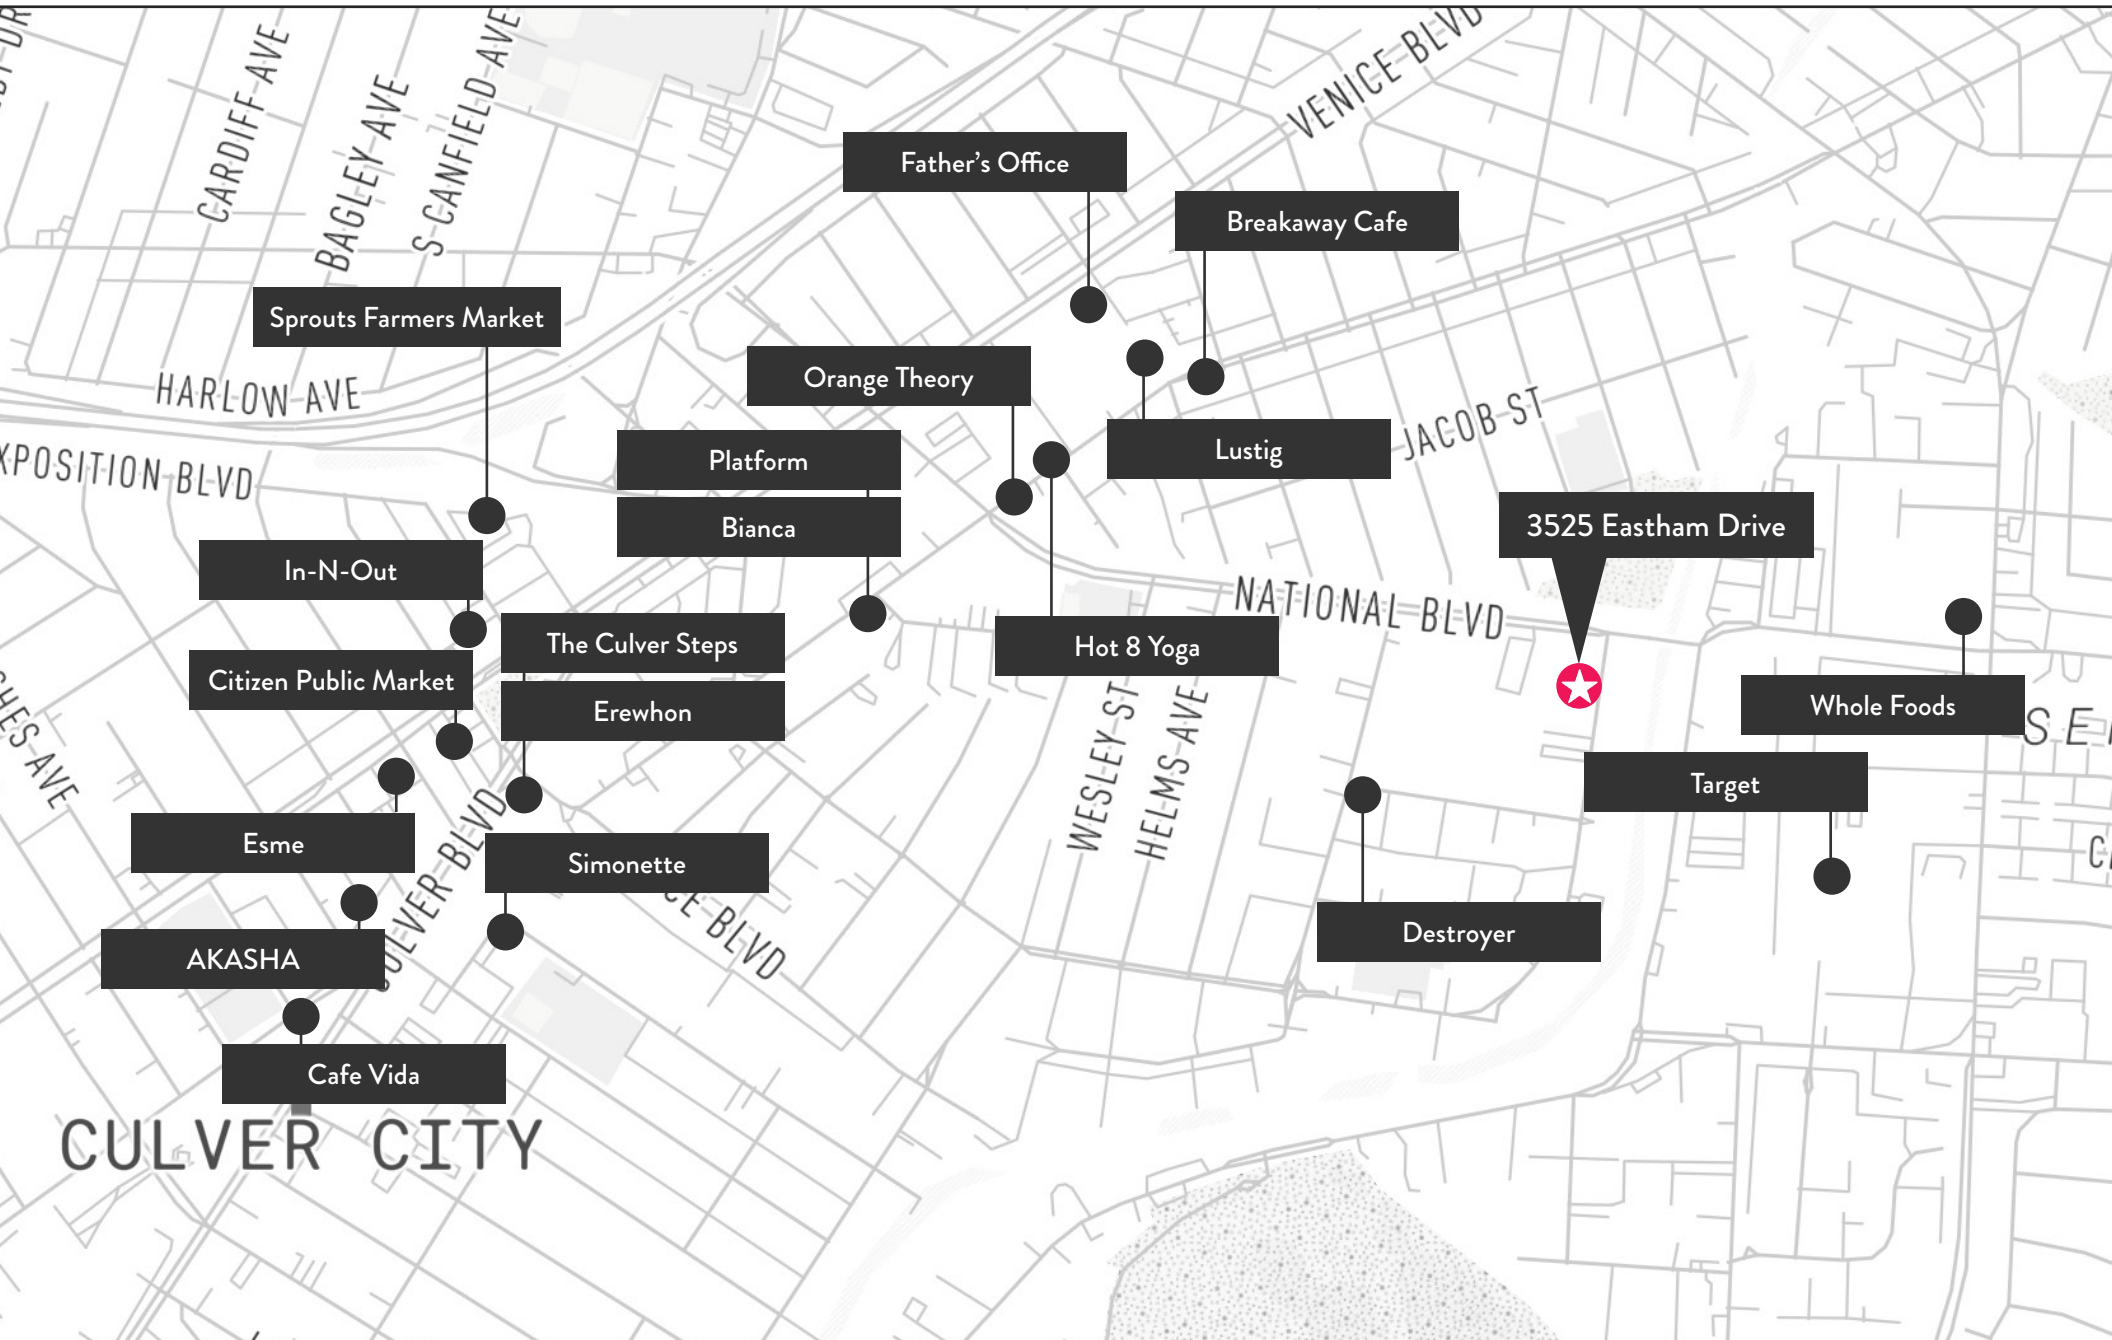 CARDIFF AVE
BAGLEY AVE
S CANFIELD AVE
VENICE BLVD
Father's Office
Breakaway Cafe
Sprouts Farmers Market
HARLOW AVE
Orange Theory
JACOB ST
Lustig
Platform
XPOSITION BLVD
Bianca
3525 Eastham Drive
In-N-Out
NATIONAL BLVD
The Culver Steps
Hot 8 Yoga
Citizen Public Market
Erewhon
Whole Foods
WESLEY ST
HELMS AVE
Target
Esme
CULVER BLVD
Simonette
CE BLVD
Destroyer
AKASHA
Cafe Vida
CULVER CITY